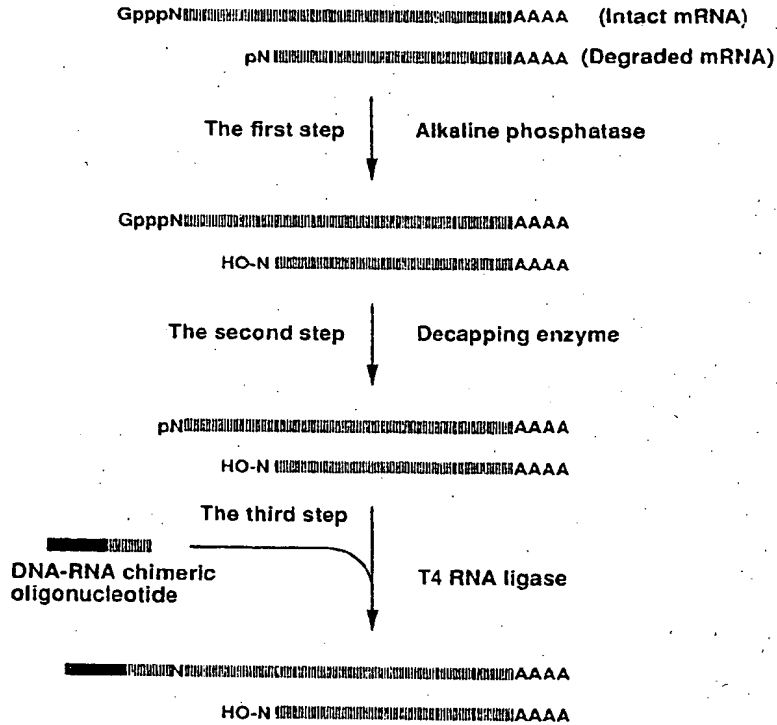 GpppN AAAA (Intact mRNA)
pN AAAA (Degraded mRNA)
The first step Alkaline phosphatase
GpppN AAAA
HO-N AAAA
The second step Decapping enzyme
pN AAAA
HO-N AAAA
The third step
DNA-RNA chimeric
oligonucleotide
T4 RNA ligase
N AAAA
HO-N AAAA